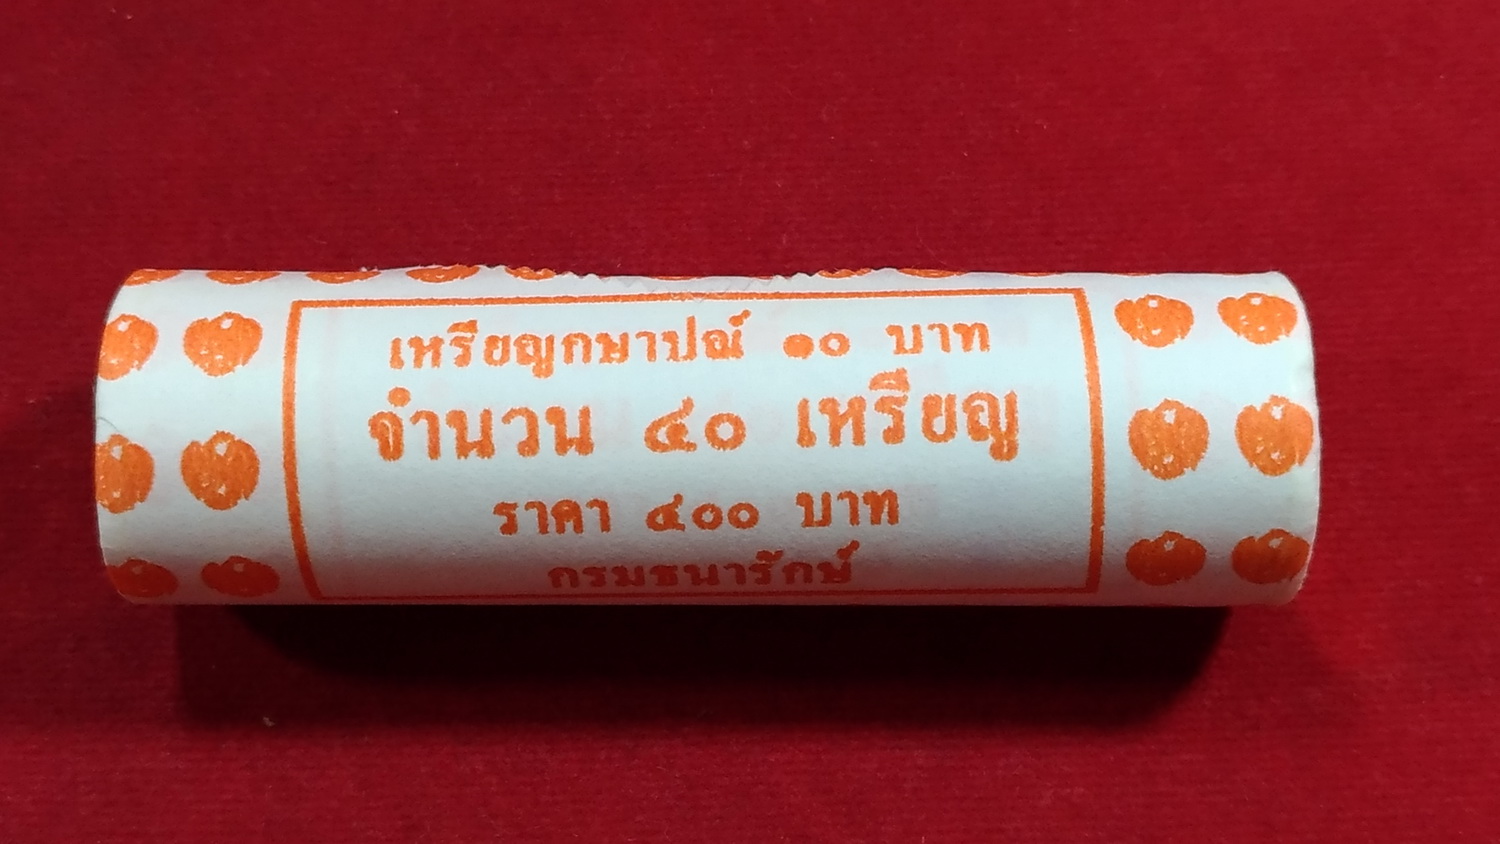 เหรียญกษาปณ์ ๑๐ บาท
จำนวน ๔๐ เหรียญ
ราคา ๔๐๐ บาท
กรมธนารักษ์